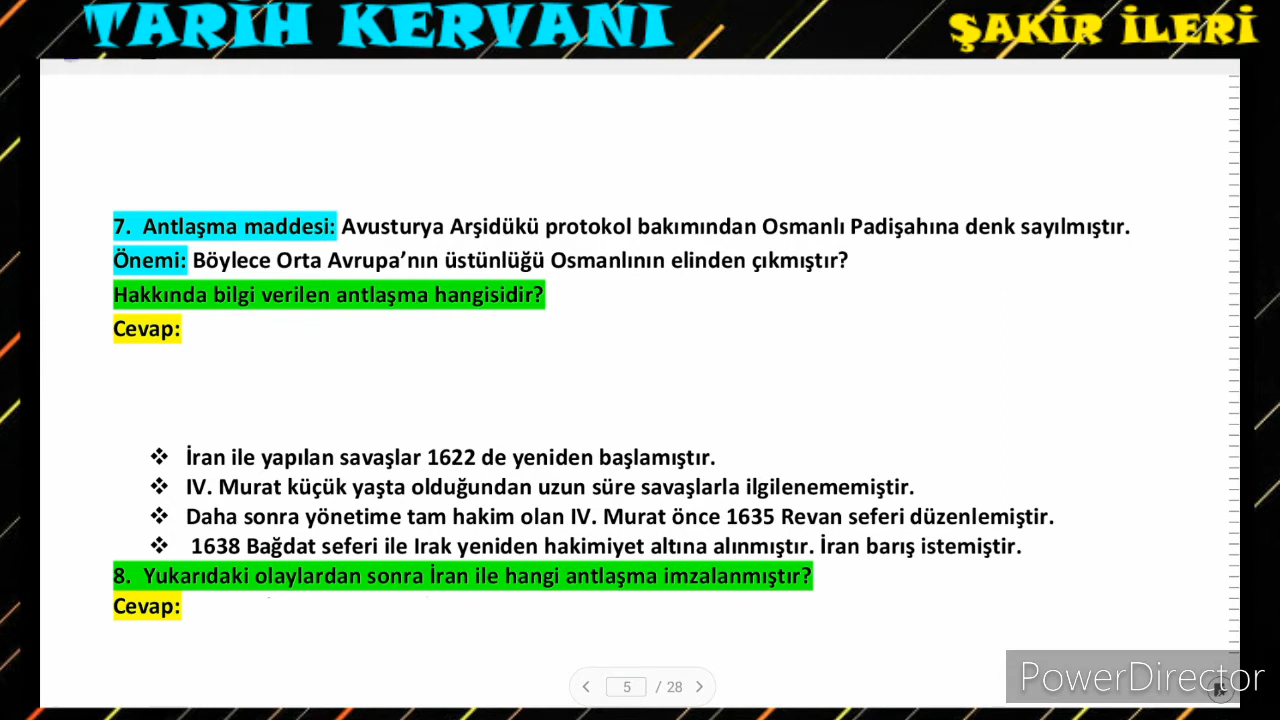 TARİH KERVANI
ŞAKİR İLERİ
7. Antlaşma maddesi: Avusturya Arşidükü protokol bakımından Osmanlı Padişahına denk sayılmıştır.
Önemi: Böylece Orta Avrupa’nın üstünlüğü Osmanlının elinden çıkmıştır?
Hakkında bilgi verilen antlaşma hangisidir?
Cevap:
❖ İran ile yapılan savaşlar 1622 de yeniden başlamıştır.
❖ IV. Murat küçük yaşta olduğundan uzun süre savaşlarla ilgilenememiştir.
❖ Daha sonra yönetime tam hakim olan IV. Murat önce 1635 Revan seferi düzenlemiştir.
❖ 1638 Bağdat seferi ile Irak yeniden hakimiyet altına alınmıştır. İran barış istemiştir.
8. Yukarıdaki olaylardan sonra İran ile hangi antlaşma imzalanmıştır?
Cevap:
5 / 28
PowerDirector